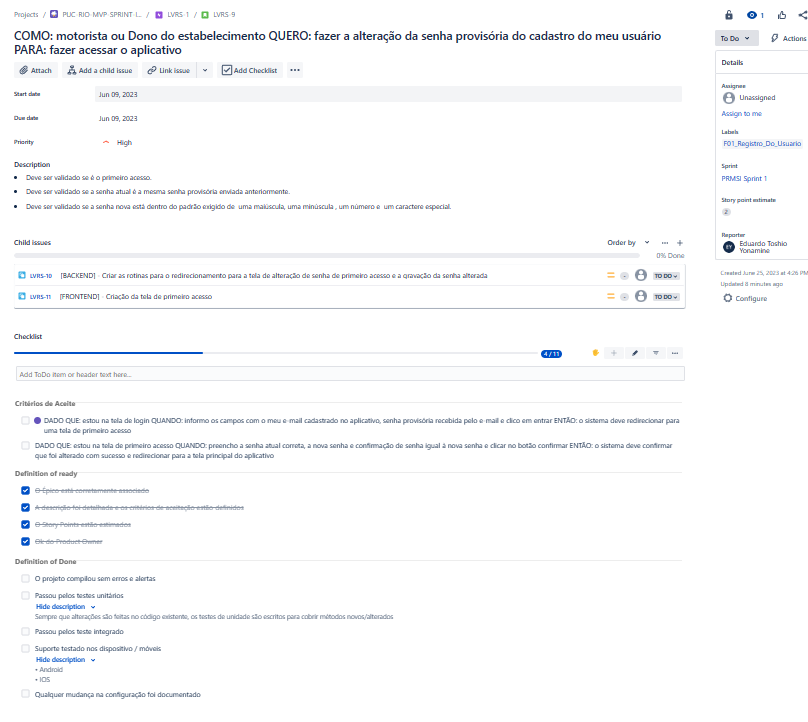 Projects / PUC-RIO-MVP-SPRINT-I... / LVRS-1 / LVRS-9
1
COMO: motorista ou Dono do estabelecimento QUERO: fazer a alteração da senha provisória do cadastro do meu usuário
PARA: fazer acessar o aplicativo
To Do
Actions
Attach
Add a child issue
Link issue
Add Checklist
Details
Start date
Jun 09, 2023
Due date
Jun 09, 2023
Priority
High
Assignee
Unassigned
Assign to me
Labels
F01_Registro_Do_Usuario
Sprint
PRMSI Sprint 1
Story point estimate
2
Reporter
EY
Eduardo Toshio
Yonamine
Created June 25, 2023 at 4:26 PM
Updated 8 minutes ago
Configure
Description
• Deve ser validado se é o primeiro acesso.
• Deve ser validado se a senha atual é a mesma senha provisória enviada anteriormente.
• Deve ser validado se a senha nova está dentro do padrão exigido de uma maiúscula, uma minúscula , um número e um caractere especial.
Child issues
Order by
0% Done
LVRS-10 [BACKEND] - Criar as rotinas para o redirecionamento para a tela de alteração de senha de primeiro acesso e a gravação da senha alterada
-
TO DO
LVRS-11 [FRONTEND] - Criação da tela de primeiro acesso
-
TO DO
Checklist
4 / 11
Add ToDo item or header text here...
Critérios de Aceite
DADO QUE: estou na tela de login QUANDO: informo os campos com o meu e-mail cadastrado no aplicativo, senha provisória recebida pelo e-mail e clico em entrar ENTÃO: o sistema deve redirecionar para
uma tela de primeiro acesso
DADO QUE: estou na tela de primeiro acesso QUANDO: preencho a senha atual correta, a nova senha e confirmação de senha igual à nova senha e clicar no botão confirmar ENTÃO: o sistema deve confirmar
que foi alterado com sucesso e redirecionar para a tela principal do aplicativo
Definition of ready
O Épico está corretamente associado
A descrição foi detalhada e os critérios de aceitação estão definidos
O Story Points estão estimados
Ok do Product Owner
Definition of Done
O projeto compilou sem erros e alertas
Passou pelos testes unitários
Hide description
Sempre que alterações são feitas no código existente, os testes de unidade são escritos para cobrir métodos novos/alterados
Passou pelos teste integrado
Suporte testado nos dispositivo / móveis
Hide description
• Android
• IOS
Qualquer mudança na configuração foi documentado